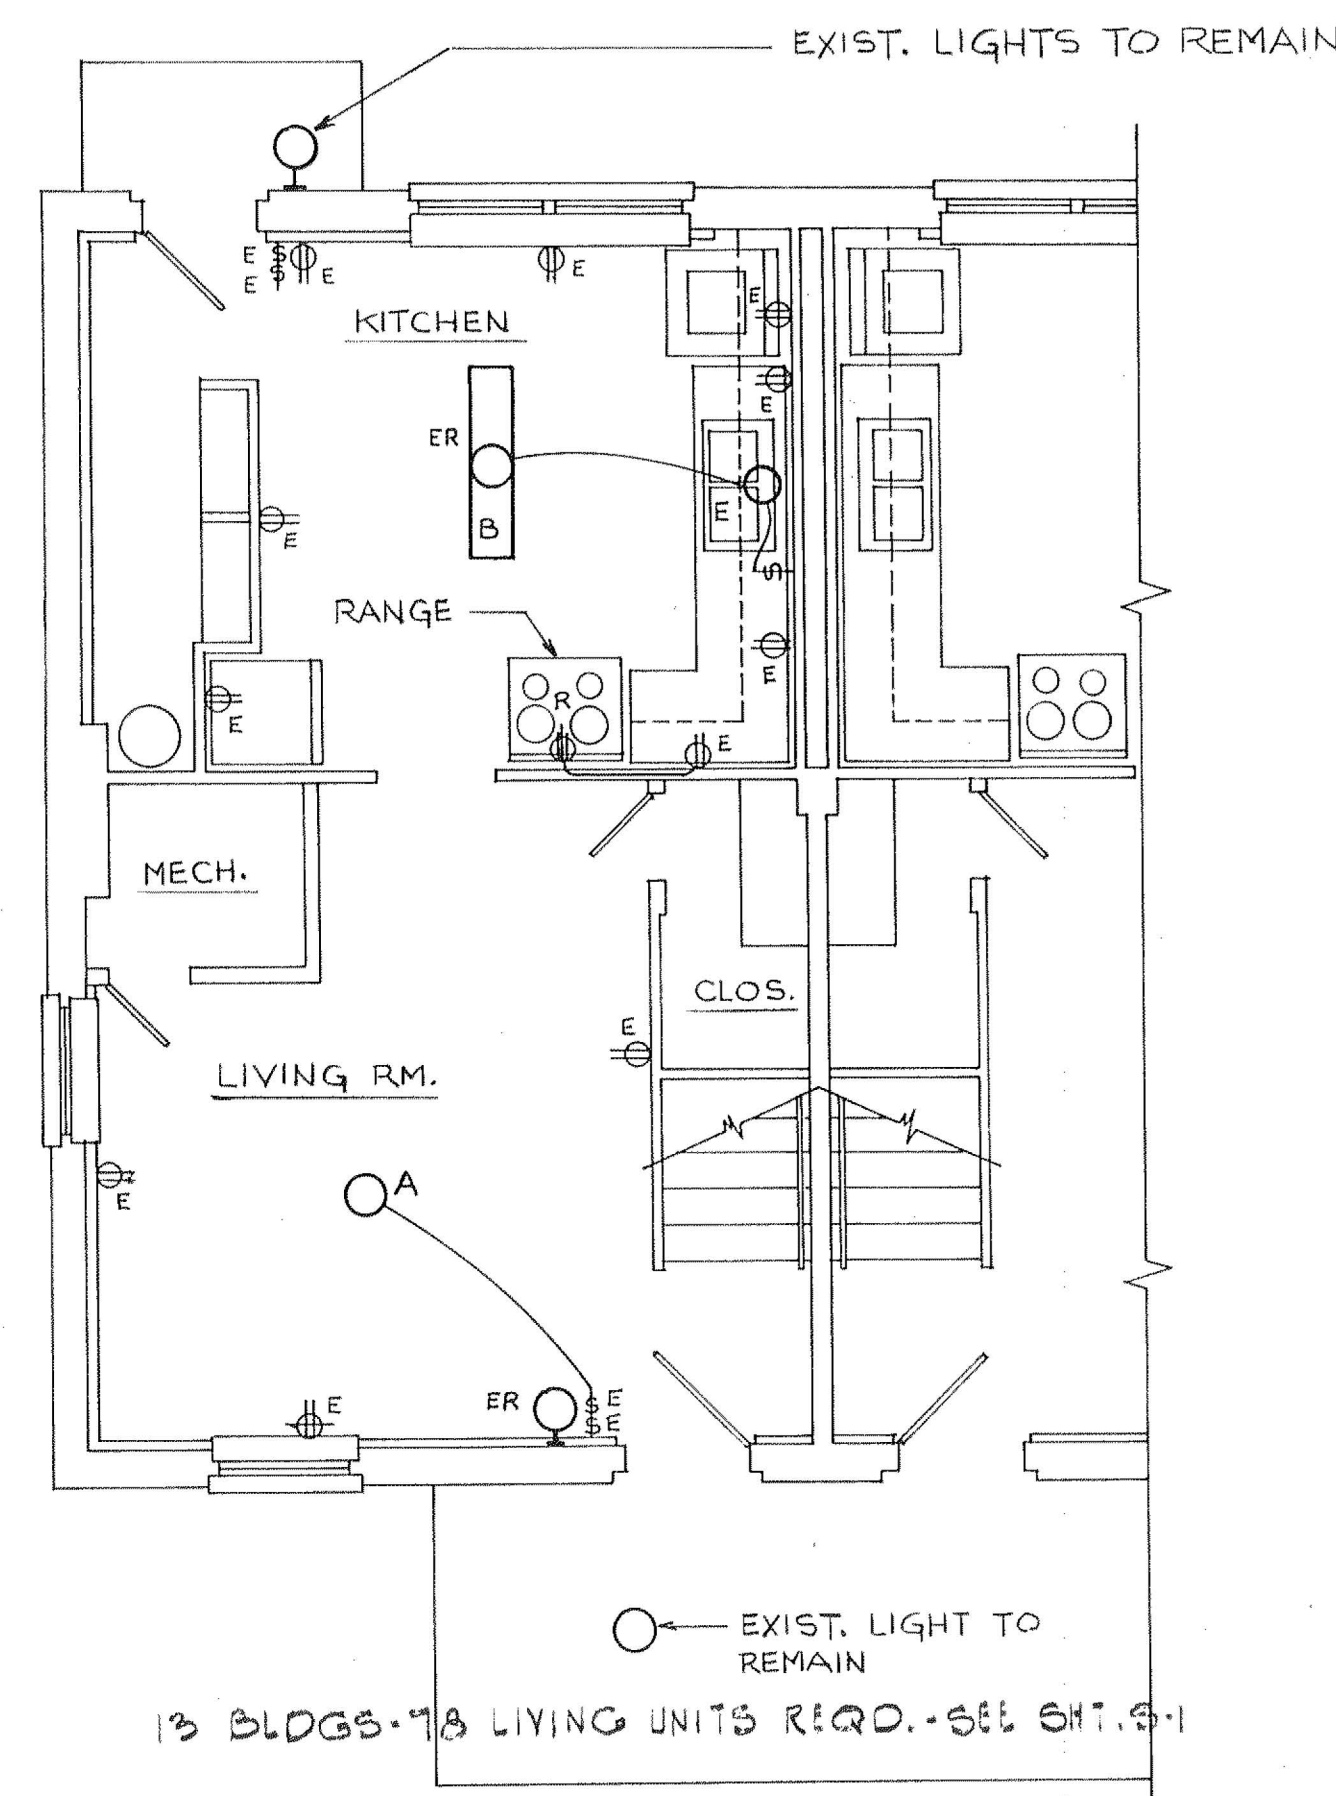 EXIST. LIGHTS TO REMAIN
E S
E S
E
E
KITCHEN
E
E
ER
B
E
S
E
RANGE
R
E
E
E
MECH.
CLOS.
E
LIVING RM.
E
A
E
ER
S E
S E
EXIST. LIGHT TO
REMAIN
13 BLDGS-78 LIVING UNITS REQD.-SEE SHT.S-1